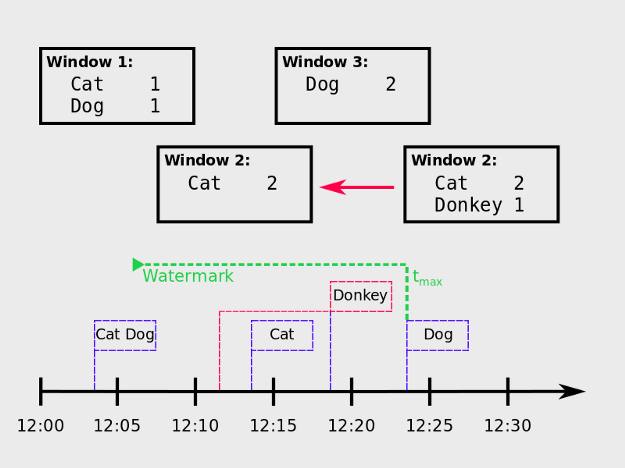 Window 1:
Cat 1
Dog 1
Window 3:
Dog 2
Window 2:
Cat 2
Window 2:
Cat 2
Donkey 1
Watermark
tmax
Donkey
Cat Dog
Cat
Dog
12:00 12:05 12:10 12:15 12:20 12:25 12:30